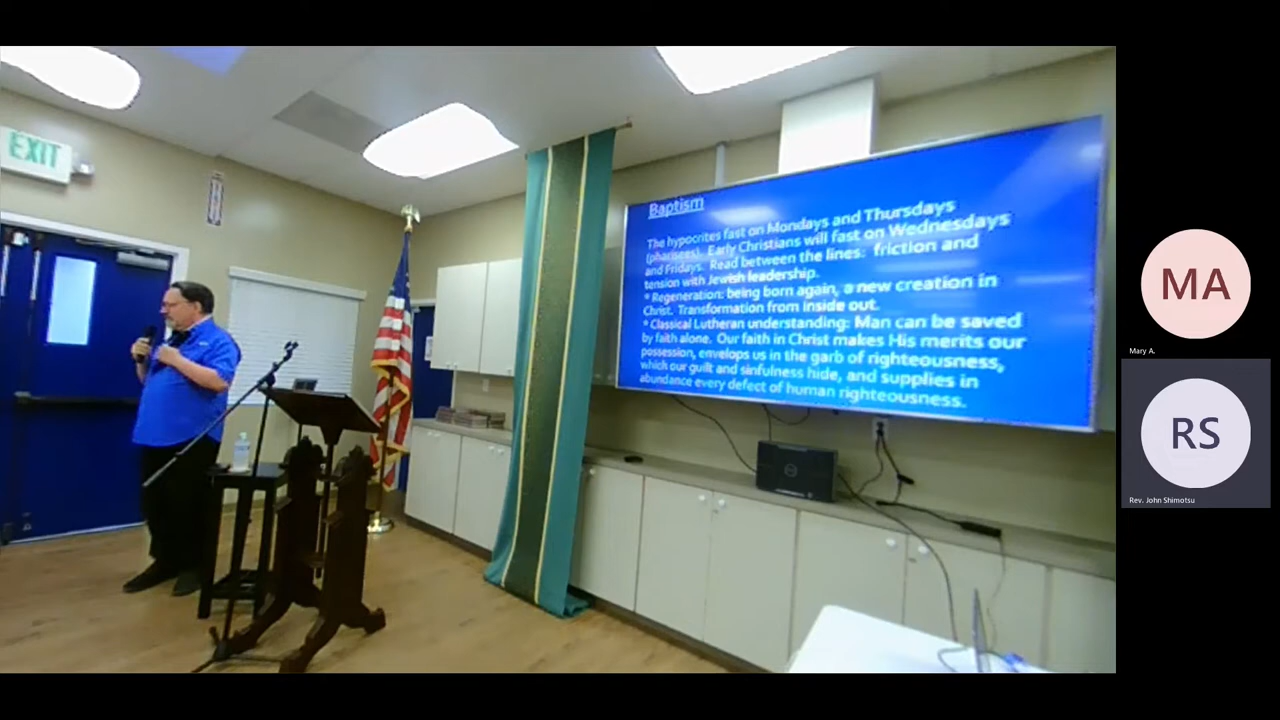 EXIT
Baptism
The hypocrites fast on Mondays and Thursdays
(pharisees). Early Christians will fast on Wednesdays
and Fridays. Read between the lines: friction and
tension with Jewish leadership.
* Regeneration: being born again, a new creation in
Christ. Transformation from inside out.
* Classical Lutheran understanding: Man can be saved
by faith alone. Our faith in Christ makes His merits our
possession, envelops us in the garb of righteousness,
which our guilt and sinfulness hide, and supplies in
abundance every defect of human righteousness.
MA
Mary A.
RS
Rev. John Shimotsu